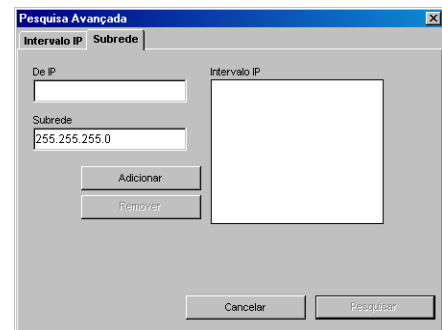 Pesquisa Avançada
Intervalo IP Subrede
De IP
Intervalo IP
Subrede
255.255.255.0
Adicionar
Remover
Cancelar Pesquisar